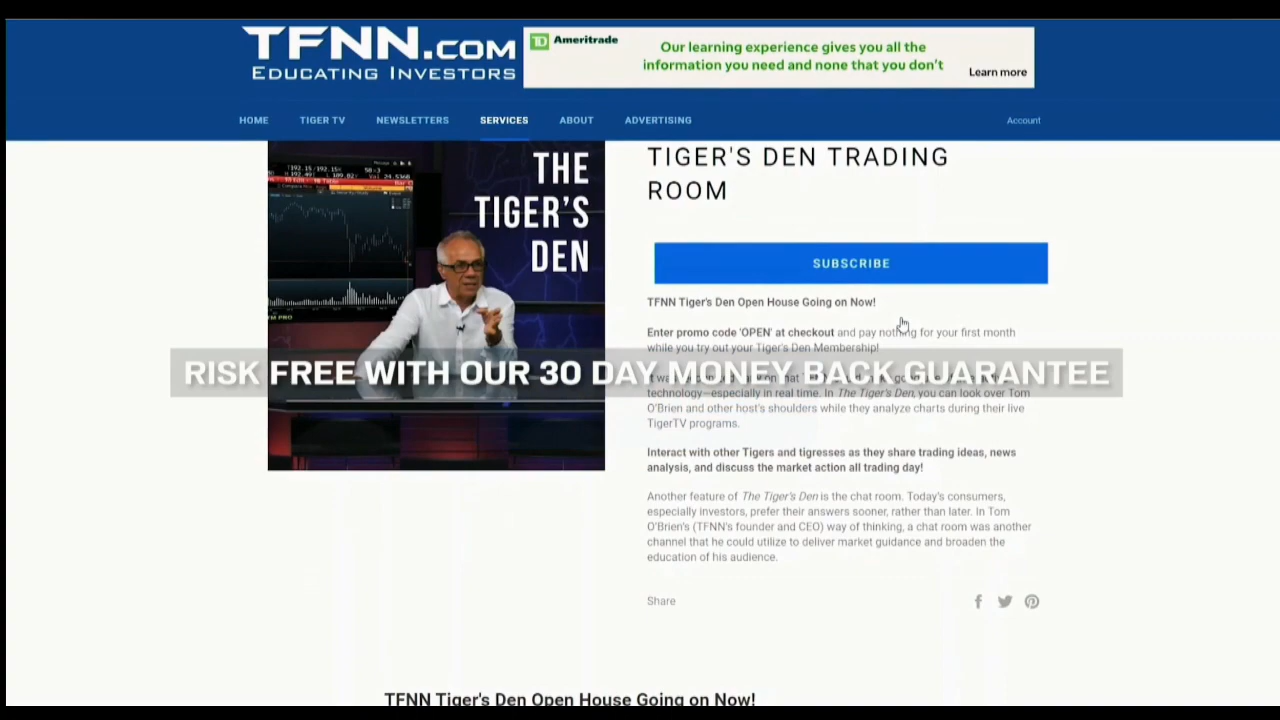 TFNN.COM
EDUCATING INVESTORS
TD Ameritrade
Our learning experience gives you all the
information you need and none that you don't
Learn more
HOME
TIGER TV
NEWSLETTERS
SERVICES
ABOUT
ADVERTISING
Account
THE
TIGER'S
DEN
TIGER'S DEN TRADING
ROOM
SUBSCRIBE
TFNN Tiger's Den Open House Going on Now!
Enter promo code 'OPEN' at checkout and pay nothing for your first month
while you try out your Tiger's Den Membership!
RISK FREE WITH OUR 30 DAY MONEY BACK GUARANTEE
technology—especially in real time. In The Tiger's Den, you can look over Tom
O'Brien and other host's shoulders while they analyze charts during their live
TigerTV programs.
Interact with other Tigers and tigresses as they share trading ideas, news
analysis, and discuss the market action all trading day!
Another feature of The Tiger's Den is the chat room. Today's consumers,
especially investors, prefer their answers sooner, rather than later. In Tom
O'Brien's (TFNN's founder and CEO) way of thinking, a chat room was another
channel that he could utilize to deliver market guidance and broaden the
education of his audience.
Share
TFNN Tiger's Den Open House Going on Now!